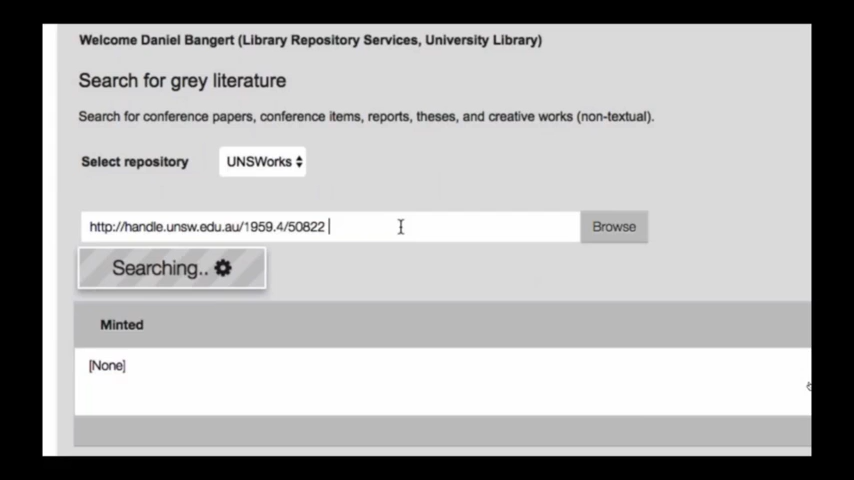 Welcome Daniel Bangert (Library Repository Services, University Library)
Search for grey literature
Search for conference papers, conference items, reports, theses, and creative works (non-textual).
Select repository UNSWorks
http://handle.unsw.edu.au/1959.4/50822 Browse
Searching..
Minted
[None]